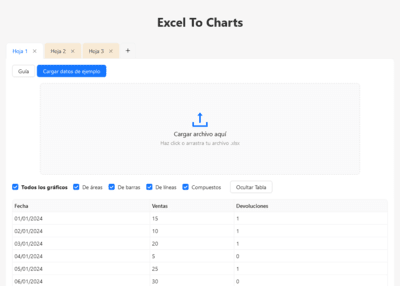 Excel To Charts
Hoja 1 × Hoja 2 × Hoja 3 × +
Guía Cargar datos de ejemplo
Cargar archivo aquí
Haz click o arrastra tu archivo .xlsx
Todos los gráficos De áreas De barras De líneas Compuestos Ocultar Tabla
Fecha Ventas Devoluciones
01/01/2024 15 1
02/01/2024 10 1
03/01/2024 20 1
04/01/2024 5 0
05/01/2024 25 1
06/01/2024 30 0